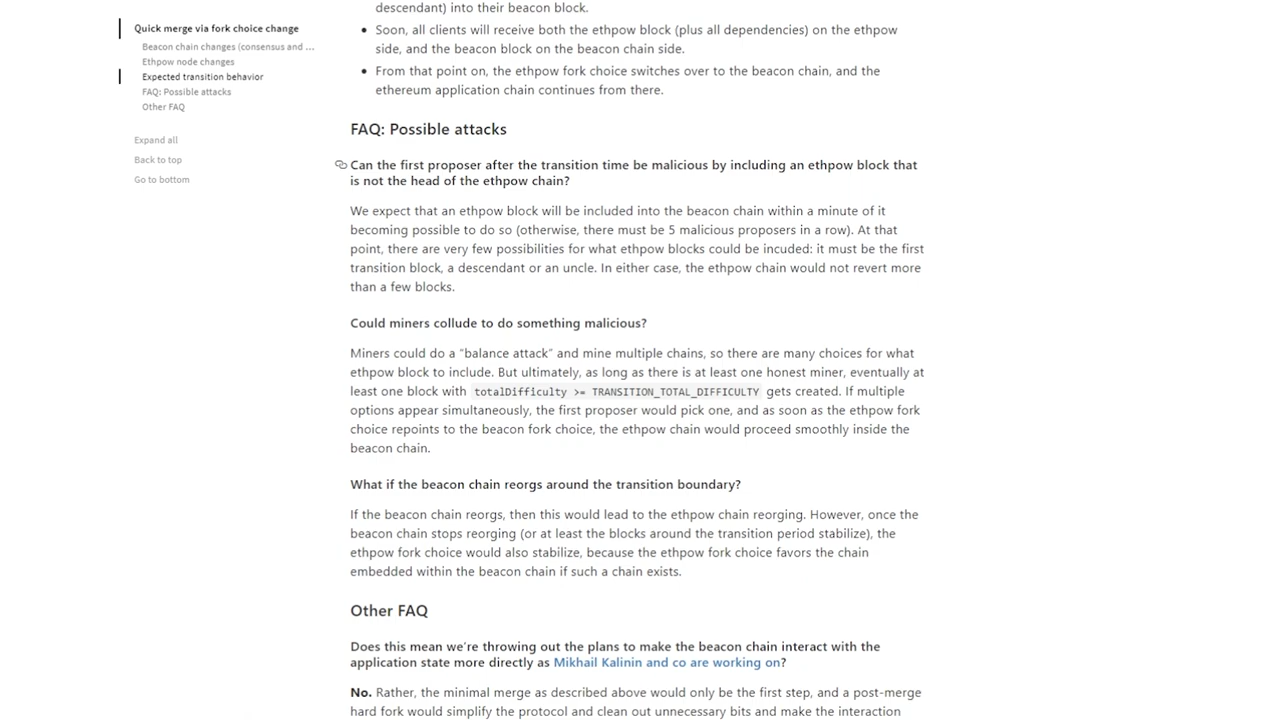 Quick merge via fork choice change
Beacon chain changes (consensus and ...
Ethpow node changes
Expected transition behavior
FAQ: Possible attacks
Other FAQ
Expand all
Back to top
Go to bottom
descendant) into their beacon block.
• Soon, all clients will receive both the ethpow block (plus all dependencies) on the ethpow
side, and the beacon block on the beacon chain side.
• From that point on, the ethpow fork choice switches over to the beacon chain, and the
ethereum application chain continues from there.
FAQ: Possible attacks
Can the first proposer after the transition time be malicious by including an ethpow block that
is not the head of the ethpow chain?
We expect that an ethpow block will be included into the beacon chain within a minute of it
becoming possible to do so (otherwise, there must be 5 malicious proposers in a row). At that
point, there are very few possibilities for what ethpow blocks could be incuded: it must be the first
transition block, a descendant or an uncle. In either case, the ethpow chain would not revert more
than a few blocks.
Could miners collude to do something malicious?
Miners could do a "balance attack" and mine multiple chains, so there are many choices for what
ethpow block to include. But ultimately, as long as there is at least one honest miner, eventually at
least one block with totalDifficulty >= TRANSITION_TOTAL_DIFFICULTY gets created. If multiple
options appear simultaneously, the first proposer would pick one, and as soon as the ethpow fork
choice repoints to the beacon fork choice, the ethpow chain would proceed smoothly inside the
beacon chain.
What if the beacon chain reorgs around the transition boundary?
If the beacon chain reorgs, then this would lead to the ethpow chain reorging. However, once the
beacon chain stops reorging (or at least the blocks around the transition period stabilize), the
ethpow fork choice would also stabilize, because the ethpow fork choice favors the chain
embedded within the beacon chain if such a chain exists.
Other FAQ
Does this mean we're throwing out the plans to make the beacon chain interact with the
application state more directly as Mikhail Kalinin and co are working on?
No. Rather, the minimal merge as described above would only be the first step, and a post-merge
hard fork would simplify the protocol and clean out unnecessary bits and make the interaction